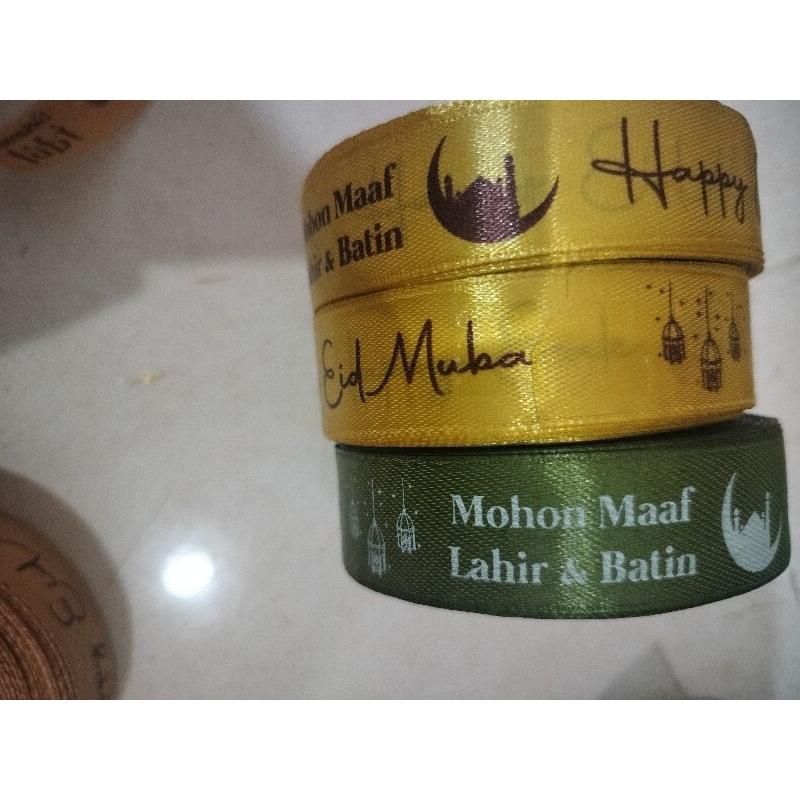 Mohon Maaf
Lahir & Batin
Happy
Eid Muba
Mohon Maaf
Lahir & Batin